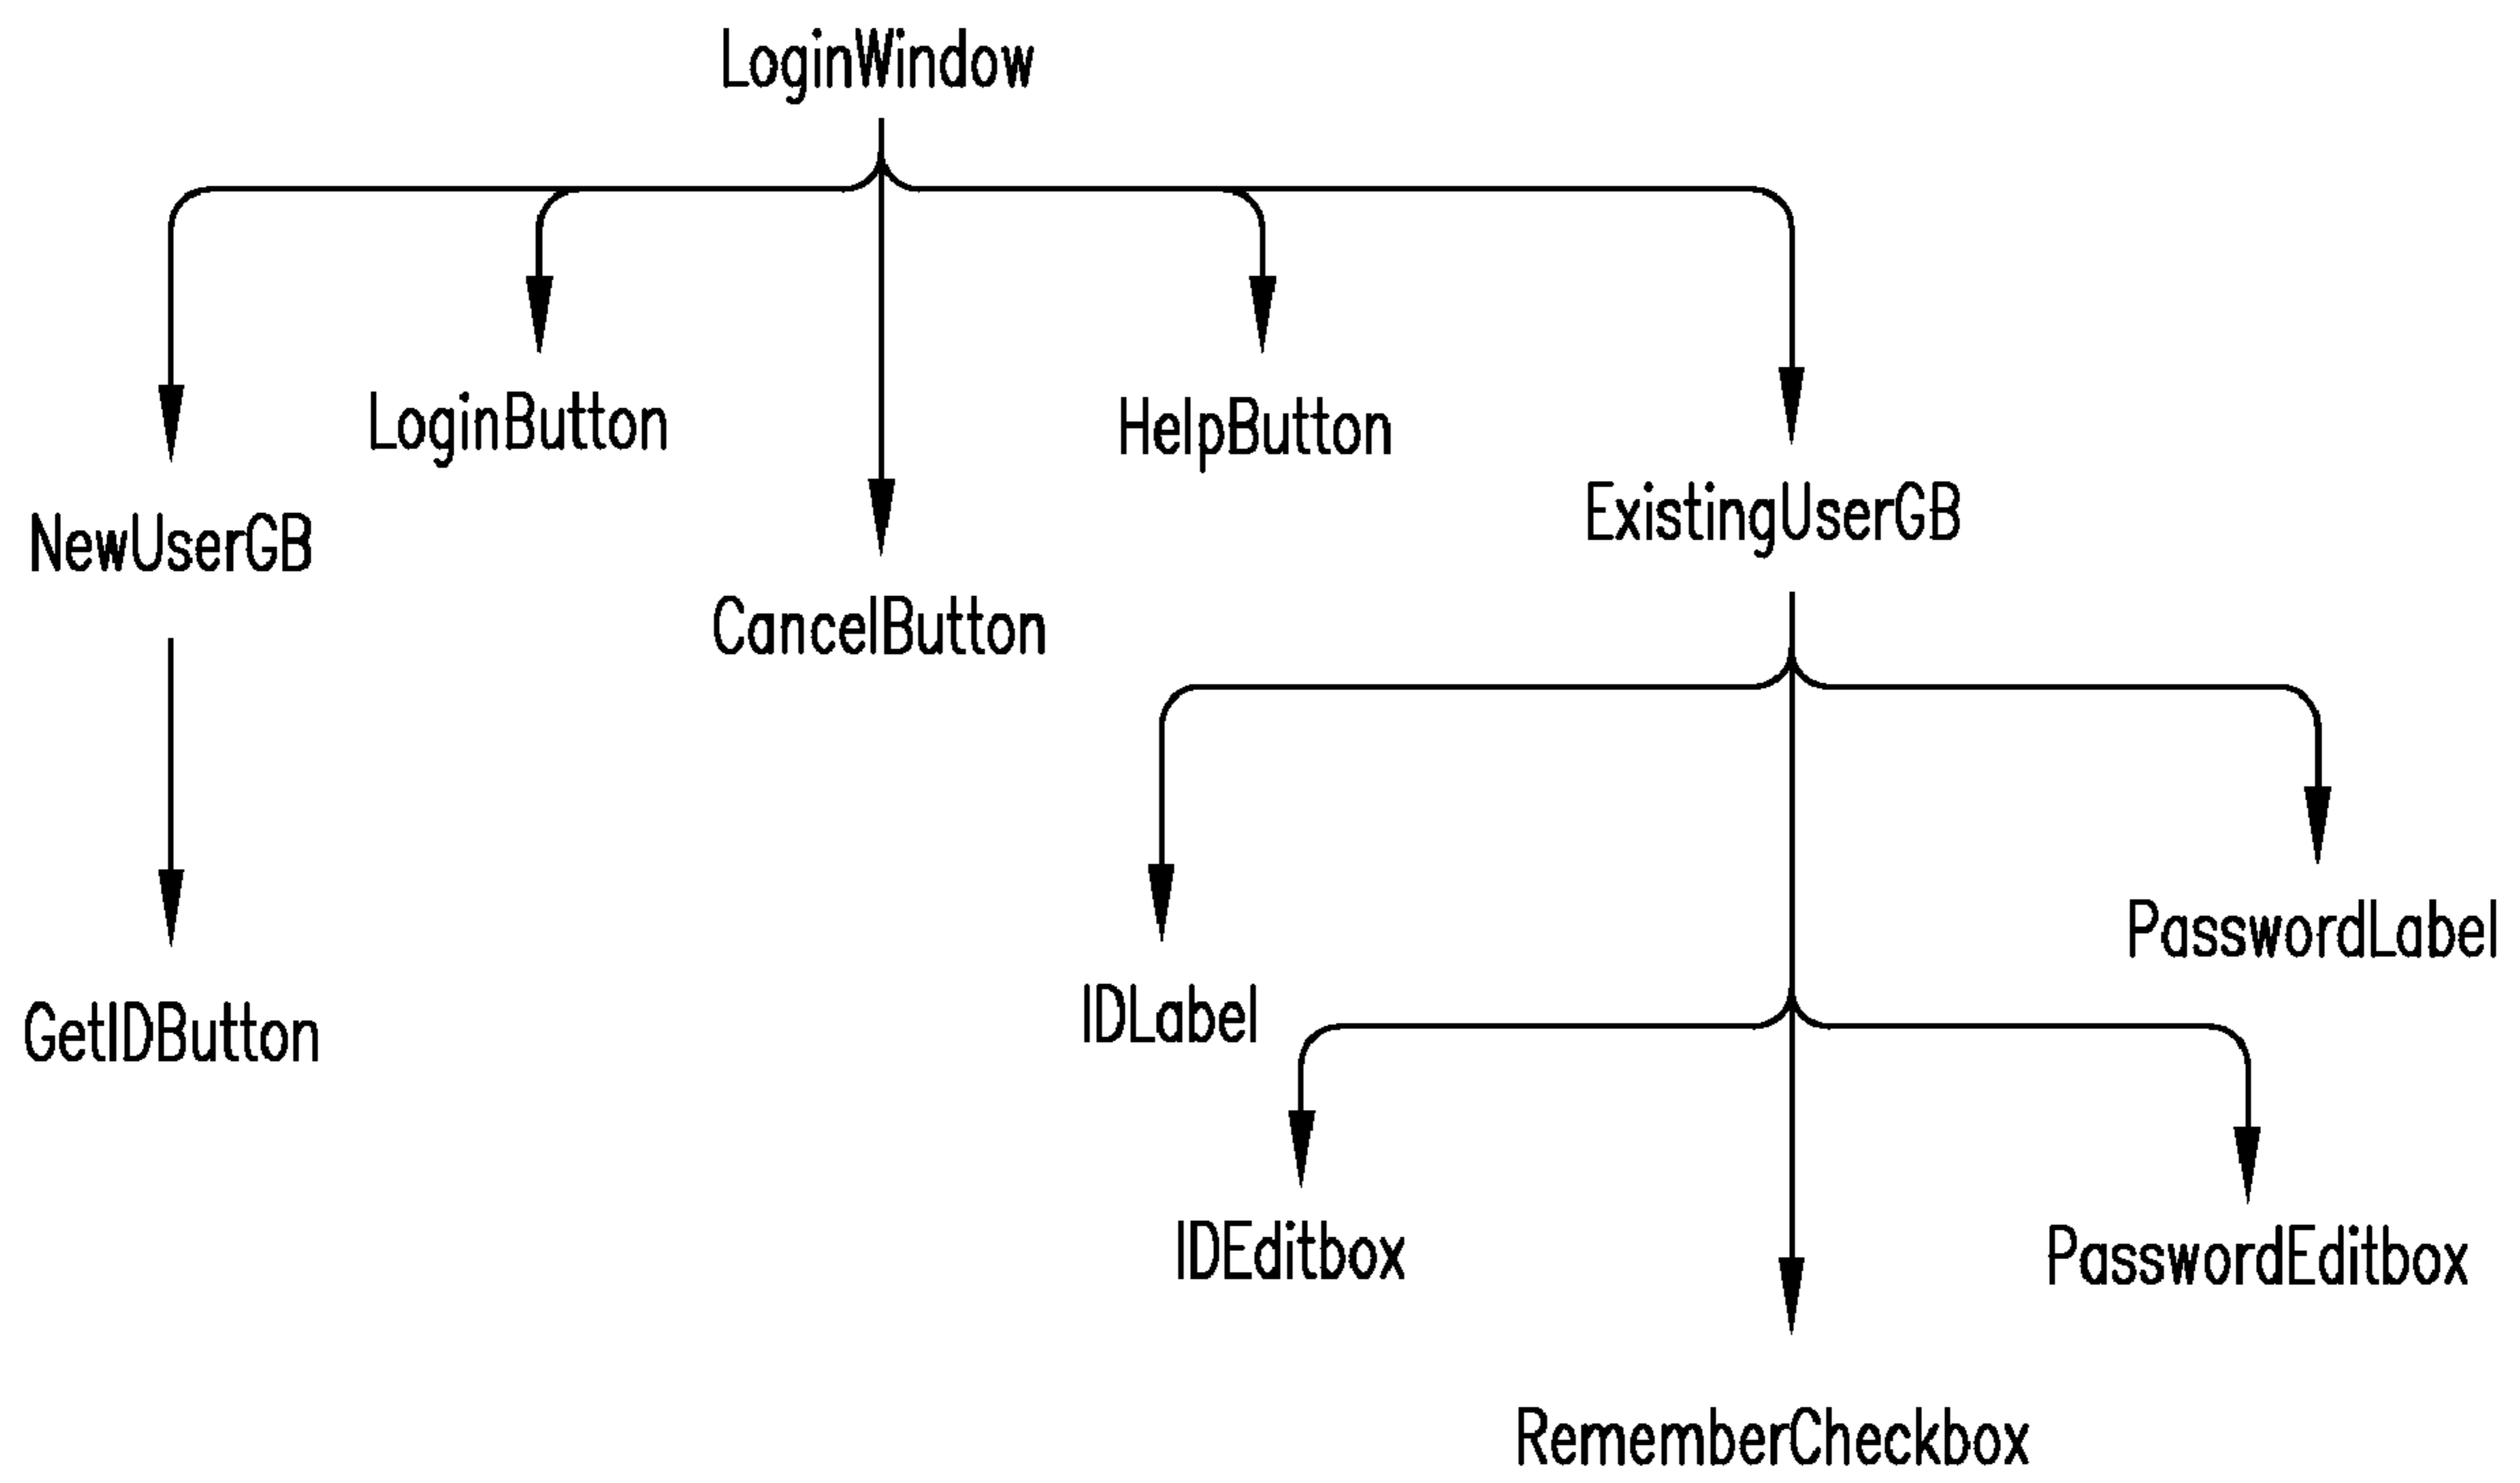 LoginWindow
LoginButton
HelpButton
ExistingUserGB
NewUserGB
CancelButton
PasswordLabel
IDLabel
GetIDButton
IDEditbox
PasswordEditbox
RememberCheckbox